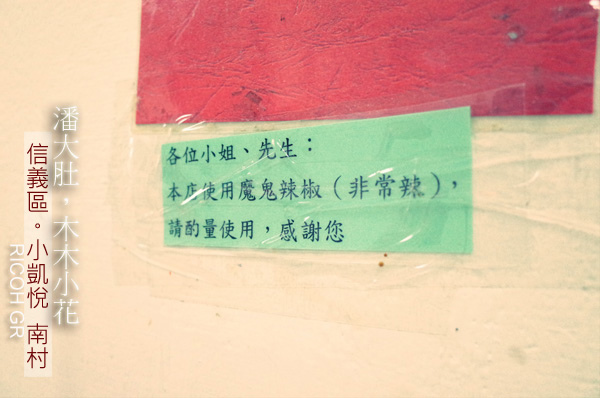 各位小姐、先生：
本店使用魔鬼辣椒（非常辣），
請酌量使用，感謝您
潘大肚，木木小花
信義區。小凱悅 南村
RICOH GR